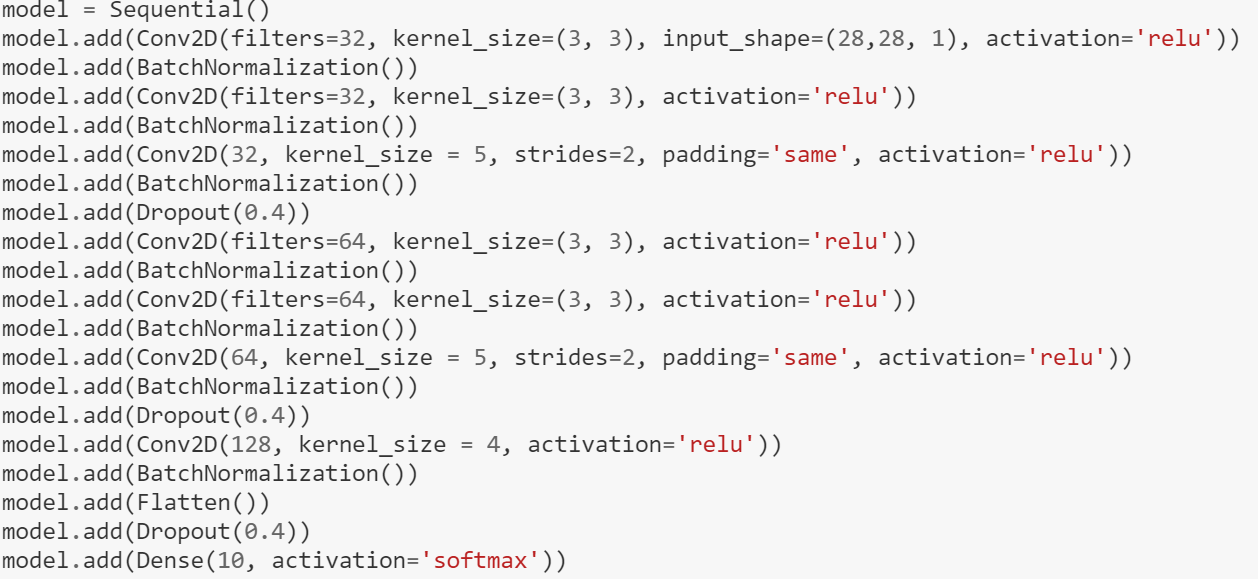 model = Sequential()
model.add(Conv2D(filters=32, kernel_size=(3, 3), input_shape=(28,28, 1), activation='relu'))
model.add(BatchNormalization())
model.add(Conv2D(filters=32, kernel_size=(3, 3), activation='relu'))
model.add(BatchNormalization())
model.add(Conv2D(32, kernel_size = 5, strides=2, padding='same', activation='relu'))
model.add(BatchNormalization())
model.add(Dropout(0.4))
model.add(Conv2D(filters=64, kernel_size=(3, 3), activation='relu'))
model.add(BatchNormalization())
model.add(Conv2D(filters=64, kernel_size=(3, 3), activation='relu'))
model.add(BatchNormalization())
model.add(Conv2D(64, kernel_size = 5, strides=2, padding='same', activation='relu'))
model.add(BatchNormalization())
model.add(Dropout(0.4))
model.add(Conv2D(128, kernel_size = 4, activation='relu'))
model.add(BatchNormalization())
model.add(Flatten())
model.add(Dropout(0.4))
model.add(Dense(10, activation='softmax'))